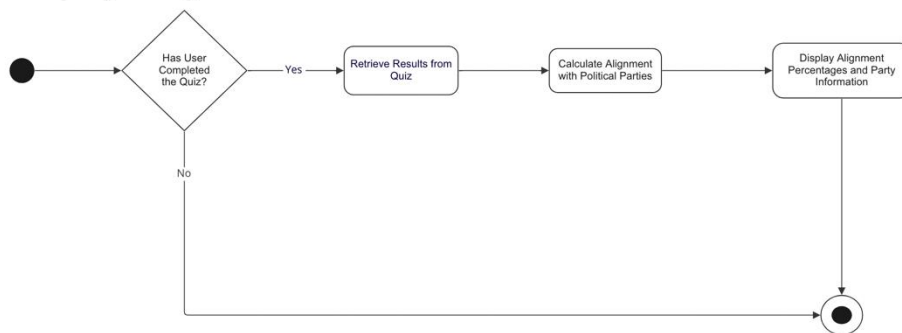 Has User
Completed
the Quiz?
Yes
Retrieve Results from
Quiz
Calculate Alignment
with Political Parties
Display Alignment
Percentages and Party
Information
No